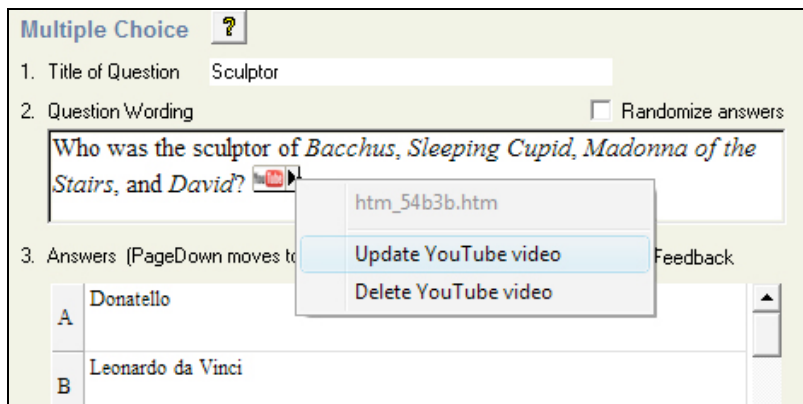 Multiple Choice ?
1. Title of Question Sculptor
2. Question Wording Randomize answers
Who was the sculptor of Bacchus, Sleeping Cupid, Madonna of the
Stairs, and David? You Tube
htm_54b3b.htm
Update YouTube video
Delete YouTube video
3. Answers (PageDown moves to Feedback
A Donatello
B Leonardo da Vinci